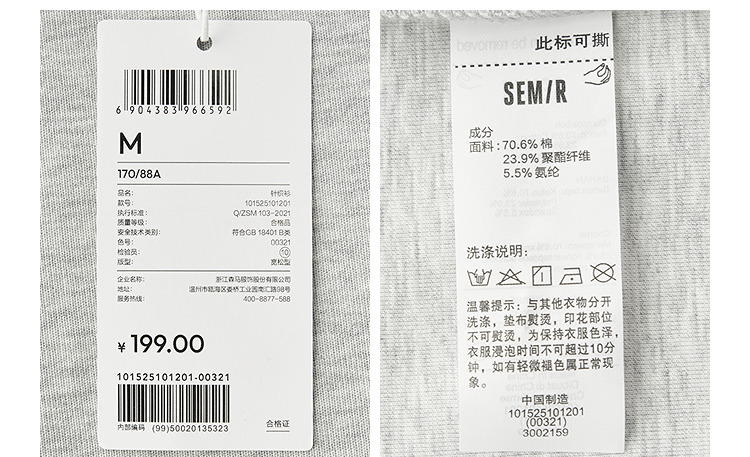 6904383966592
M
170/88A
品名: 针织衫
款号: 101525101201
执行标准: Q/ZSM 103-2021
质量等级: 合格品
安全技术类别: 符合GB 18401 B类
色号: 00321
检验员: 10
版型: 宽松型
企业名称: 浙江森马服饰股份有限公司
地址: 温州市瓯海区娄桥工业园南汇路98号
服务热线: 400-8877-588
¥ 199.00
101525101201-00321
内部编码 (99)50020135323
合格证
此标可撕
SEM/R
成分
面料: 70.6% 棉
23.9% 聚酯纤维
5.5% 氨纶
洗涤说明:
温馨提示: 与其他衣物分开
洗涤, 垫布熨烫, 印花部位
不可熨烫, 为保持衣服色泽,
衣服浸泡时间不可超过10分
钟, 如有轻微褪色属正常现
象。
中国制造
101525101201
(00321)
3002159